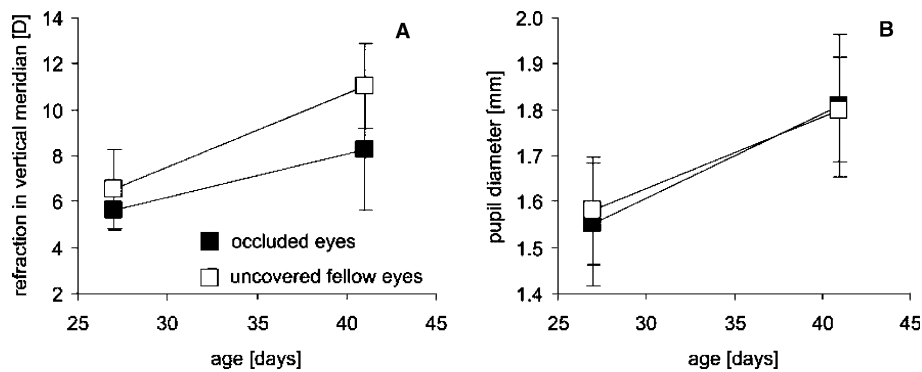 refraction in vertical meridian [D]
14
12
10
8
6
4
2
25 30 35 40 45
age [days]
A
occluded eyes
uncovered fellow eyes
pupil diameter [mm]
2.0
1.9
1.8
1.7
1.6
1.5
1.4
25 30 35 40 45
age [days]
B